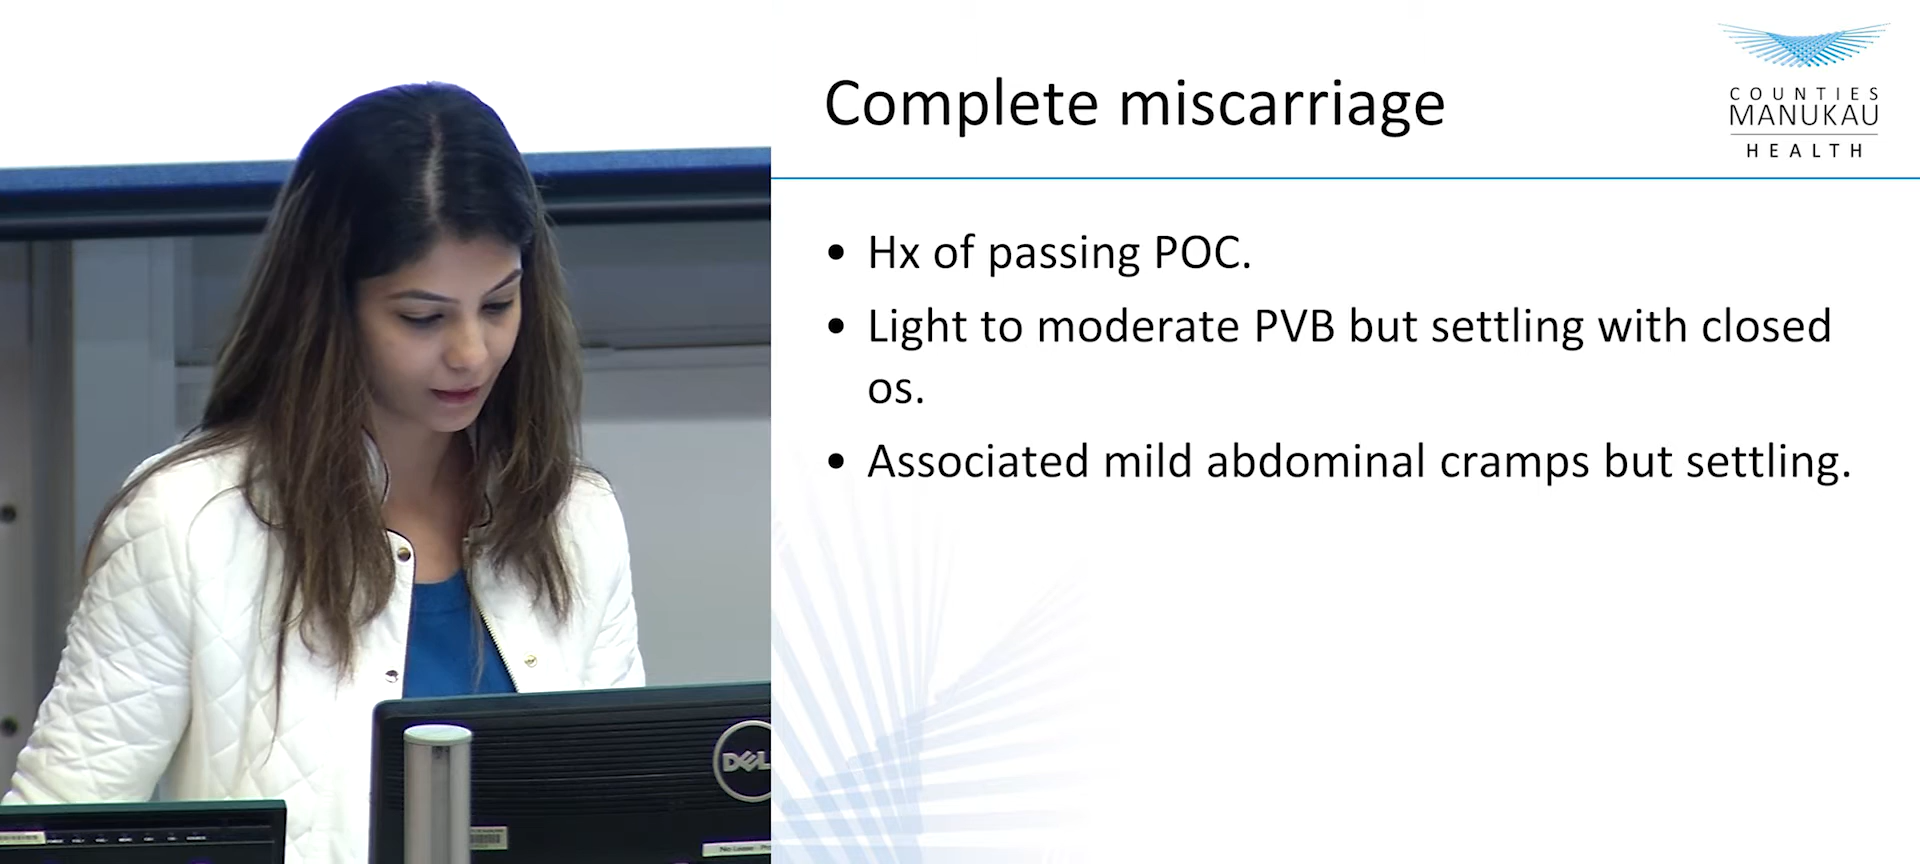 Complete miscarriage
COUNTIES
MANUKAU
HEALTH
• Hx of passing POC.
• Light to moderate PVB but settling with closed
os.
• Associated mild abdominal cramps but settling.
DELL